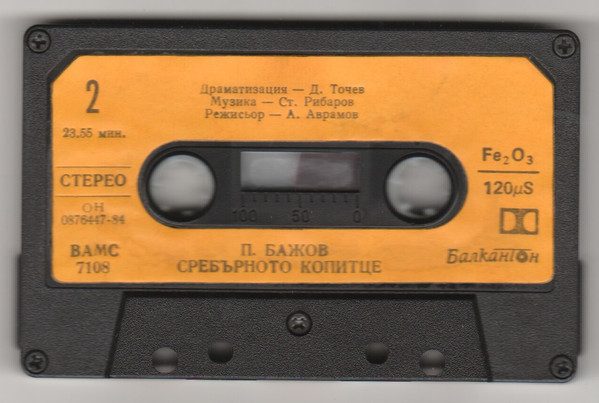 2
Драматизация — Д. Точев
Музика — Ст. Рибаров
Режисьор — А. Аврамов
23,55 мин.
СТЕРЕО
ОН
0876447-84
ВАМС
7108
100 50 0
Fe2O3
120µS
П. БАЖОВ
СРЕБЪРНОТО КОПИТЦЕ
Балкантон